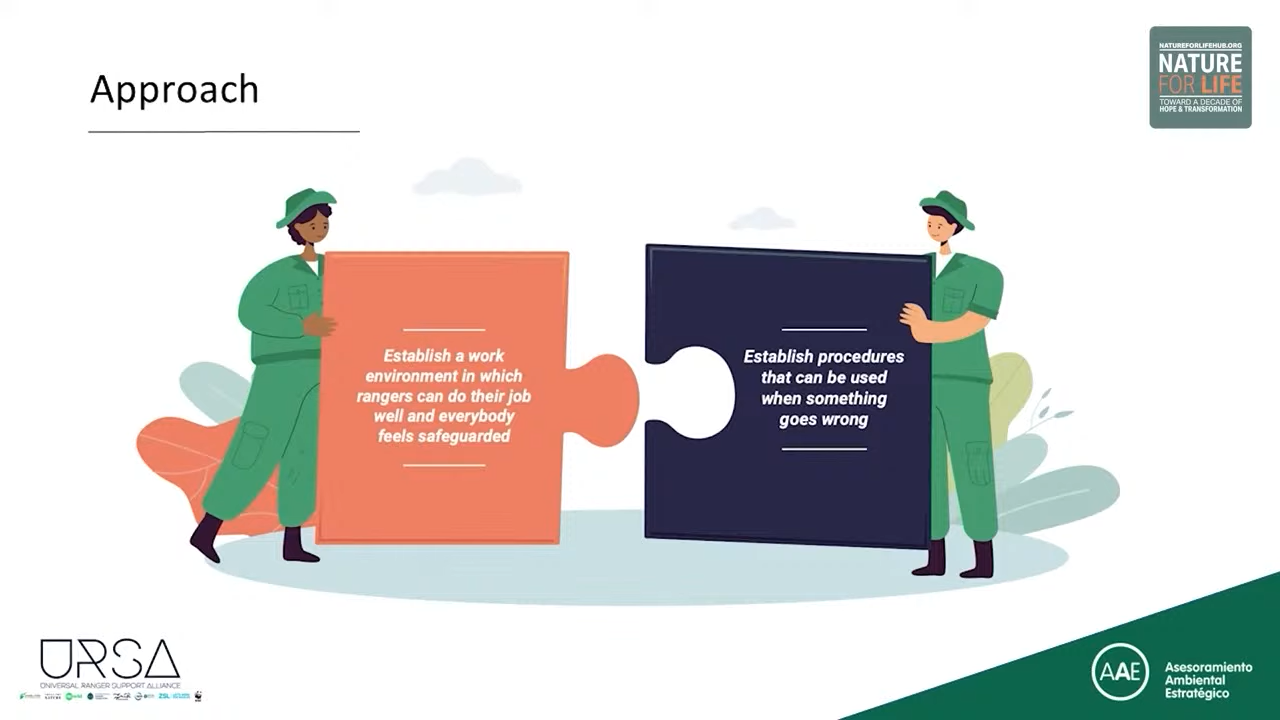 Approach
NATUREFORLIFEHUB.ORG
NATURE
FOR LIFE
TOWARD A DECADE OF
HOPE & TRANSFORMATION
Establish a work
environment in which
rangers can do their job
well and everybody
feels safeguarded
Establish procedures
that can be used
when something
goes wrong
URSA
UNIVERSAL RANGER SUPPORT ALLIANCE
ZSL
WWF
AAE
Asesoramiento
Ambiental
Estratégico